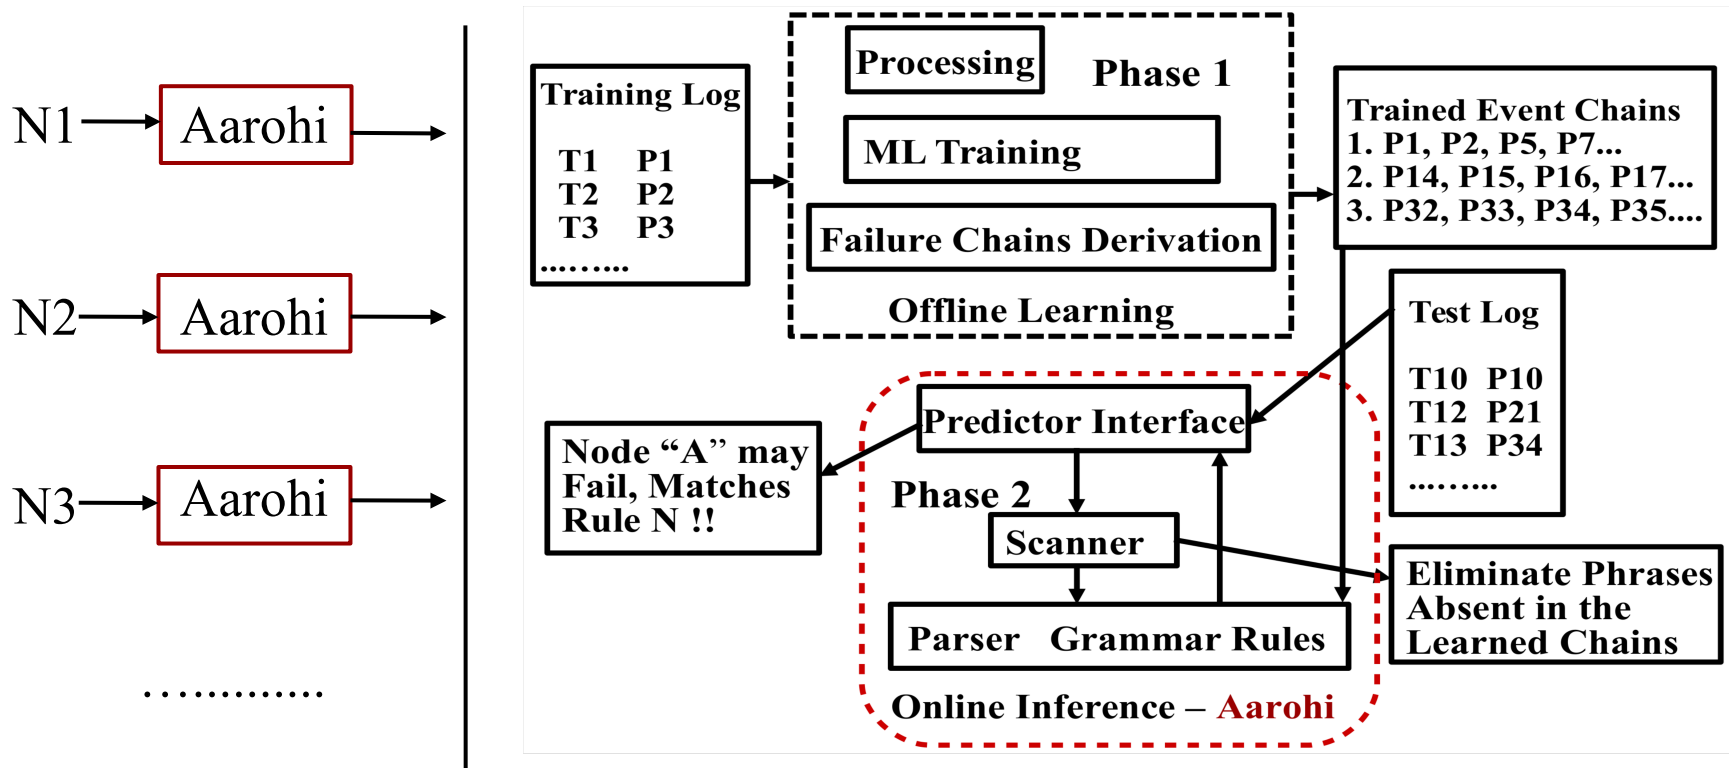 N1
Aarohi
N2
Aarohi
N3
Aarohi
.............
Training Log
T1 P1
T2 P2
T3 P3
.........
Processing
Phase 1
ML Training
Failure Chains Derivation
Offline Learning
Trained Event Chains
1. P1, P2, P5, P7...
2. P14, P15, P16, P17...
3. P32, P33, P34, P35....
Test Log
T10 P10
T12 P21
T13 P34
.........
Predictor Interface
Node “A” may
Fail, Matches
Rule N !!
Phase 2
Scanner
Parser Grammar Rules
Online Inference – Aarohi
Eliminate Phrases
Absent in the
Learned Chains